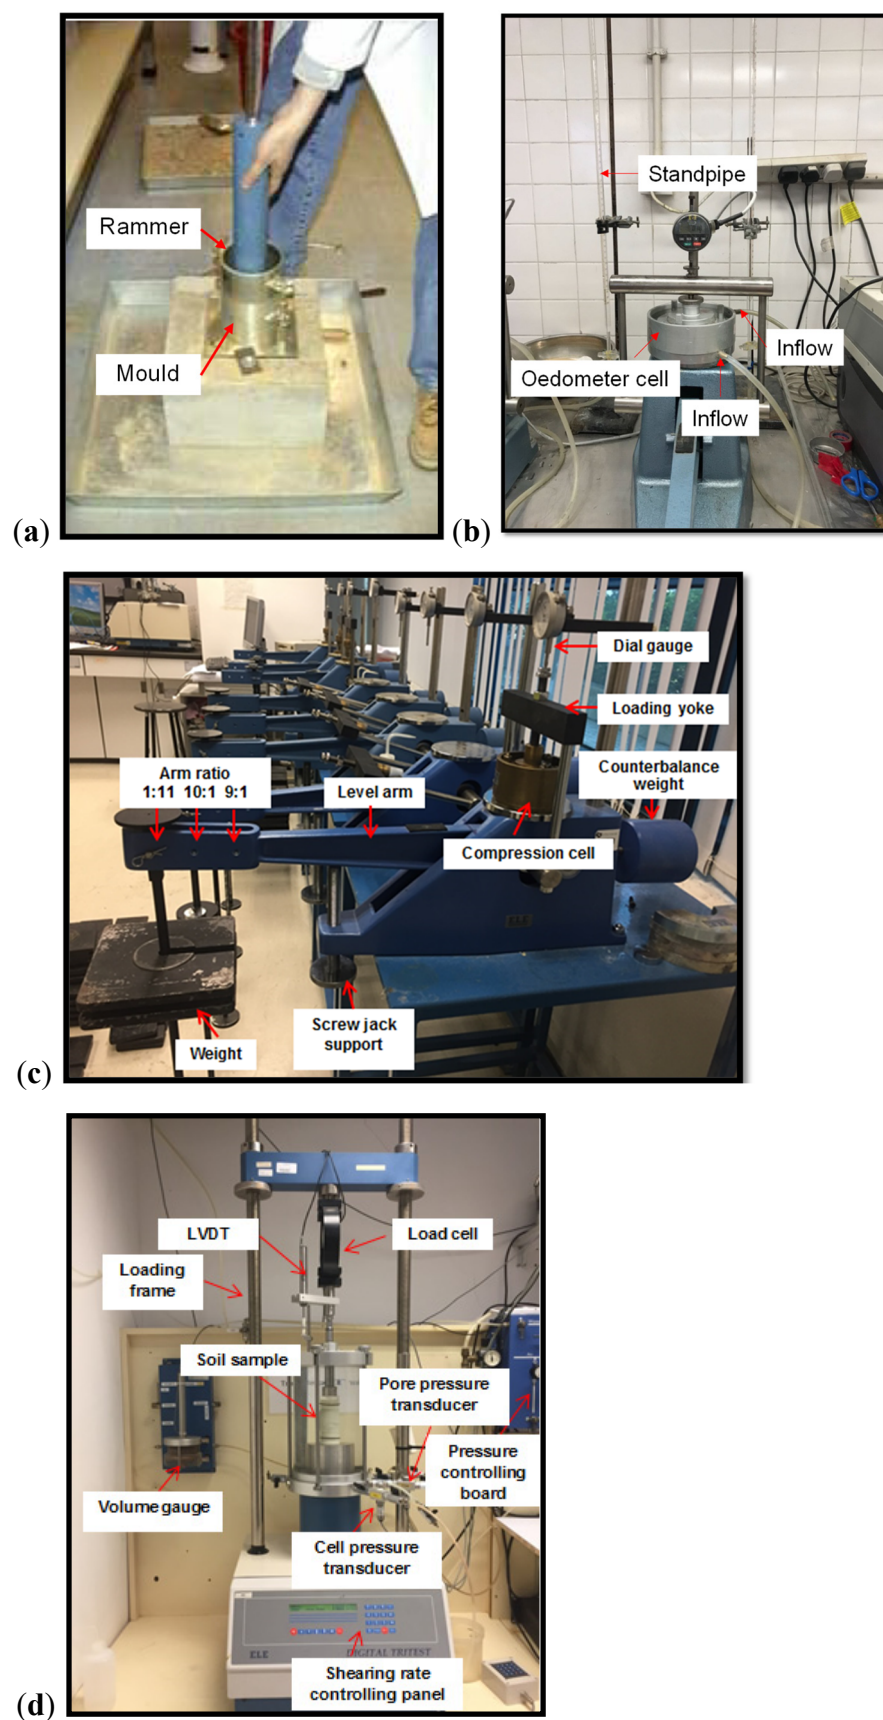 Rammer
Mould
(a)
Standpipe
Inflow
Oedometer cell
Inflow
(b)
Dial gauge
Loading yoke
Counterbalance
weight
Arm ratio
1:11 10:1 9:1
Level arm
Compression cell
ELE
Screw jack
support
Weight
(c)
LVDT
Load cell
Loading
frame
Soil sample
Pore pressure
transducer
Pressure
controlling
board
Volume gauge
Cell pressure
transducer
ELE DIGITAL TRITEST
Shearing rate
controlling panel
(d)